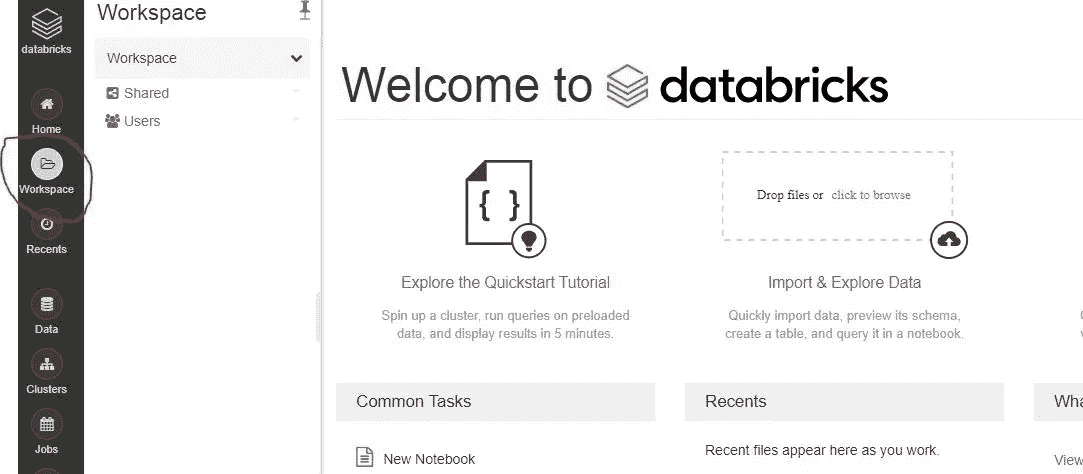 databricks
Home
Workspace
Recents
Data
Clusters
Jobs
Workspace
Workspace
Shared
Users
Welcome to databricks
{ }
Explore the Quickstart Tutorial
Spin up a cluster, run queries on preloaded
data, and display results in 5 minutes.
Drop files or click to browse
Import & Explore Data
Quickly import data, preview its schema,
create a table, and query it in a notebook.
Common Tasks
New Notebook
Recents
Recent files appear here as you work.
Wha
View